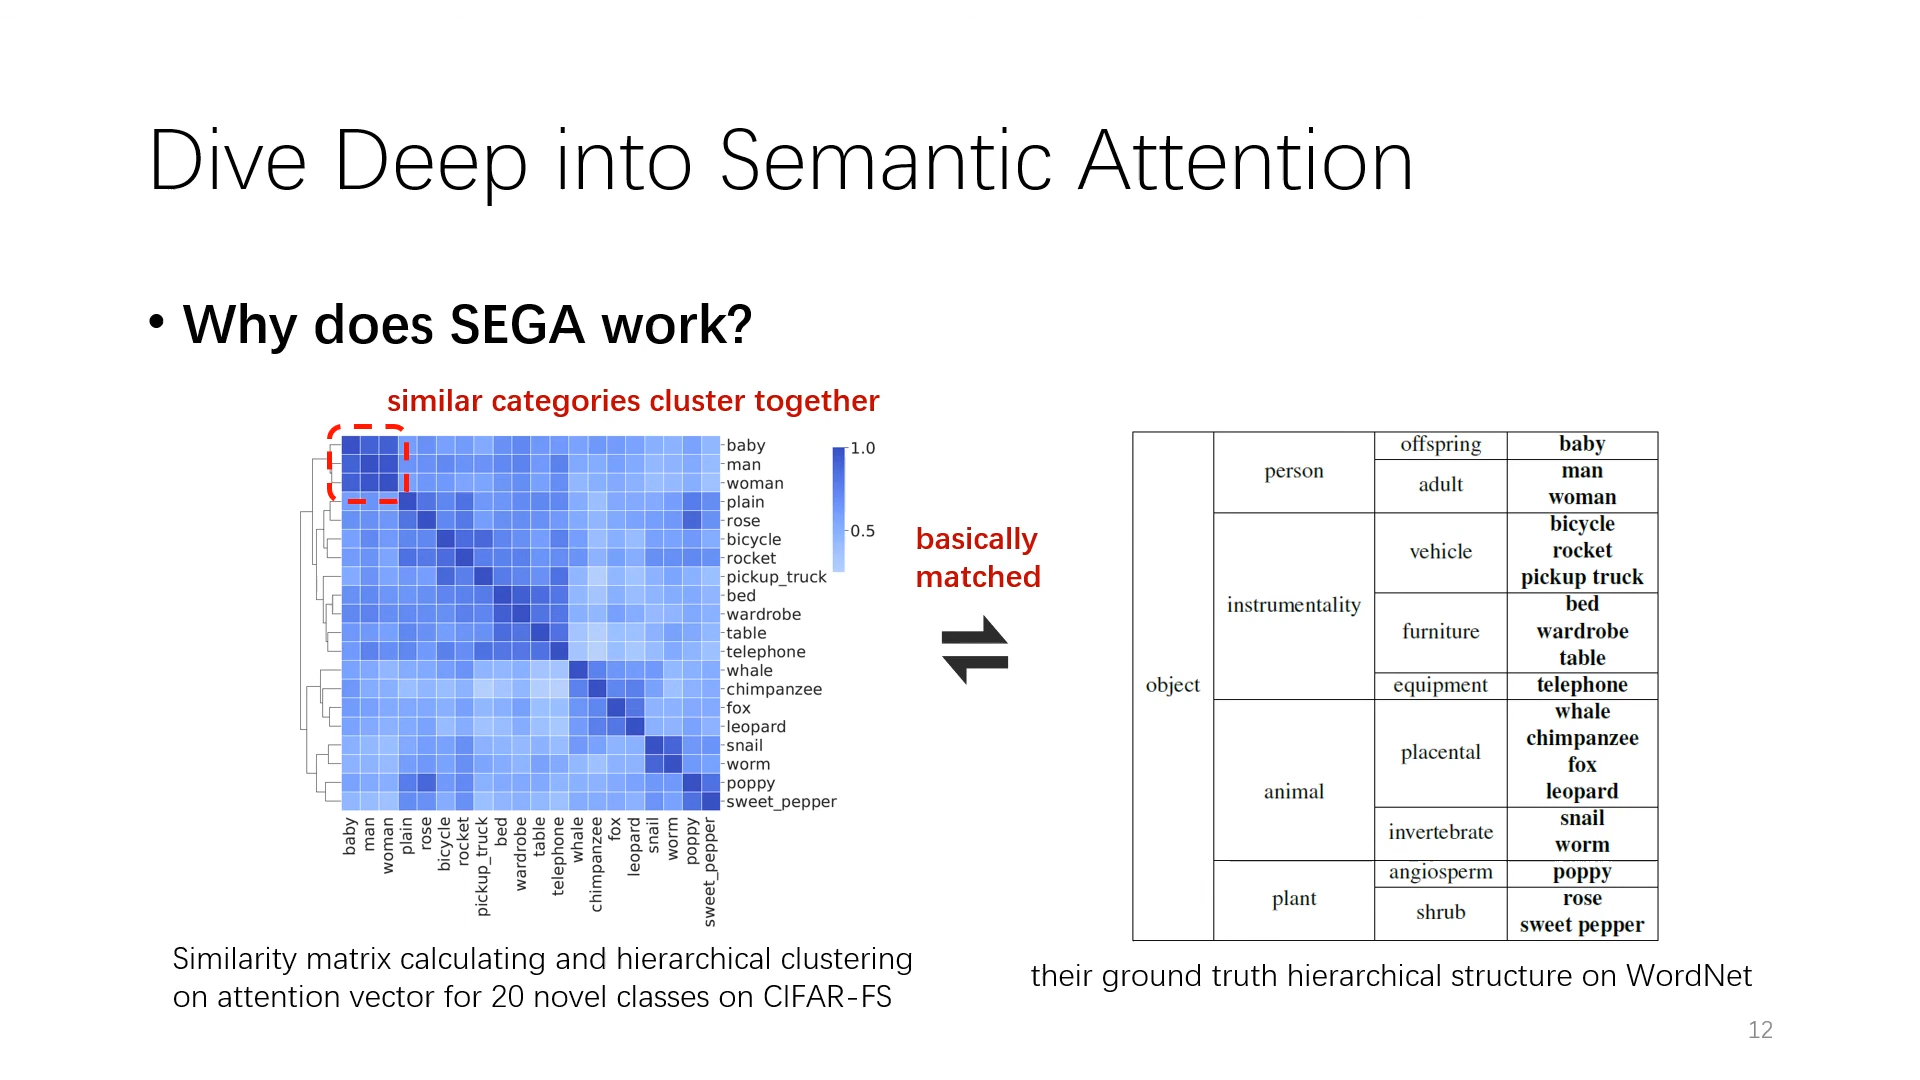 Dive Deep into Semantic Attention
• Why does SEGA work?
similar categories cluster together
baby
man
woman
plain
rose
bicycle
rocket
pickup_truck
bed
wardrobe
table
telephone
whale
chimpanzee
fox
leopard
snail
worm
poppy
sweet_pepper
1.0
0.5
baby
man
woman
plain
rose
bicycle
rocket
pickup_truck
bed
wardrobe
table
telephone
whale
chimpanzee
fox
leopard
snail
worm
poppy
sweet_pepper
Similarity matrix calculating and hierarchical clustering
on attention vector for 20 novel classes on CIFAR-FS
basically
matched
object
person
offspring
baby
adult
man
woman
instrumentality
vehicle
bicycle
rocket
pickup truck
furniture
bed
wardrobe
table
equipment
telephone
animal
placental
whale
chimpanzee
fox
leopard
invertebrate
snail
worm
plant
angiosperm
poppy
shrub
rose
sweet pepper
their ground truth hierarchical structure on WordNet
12